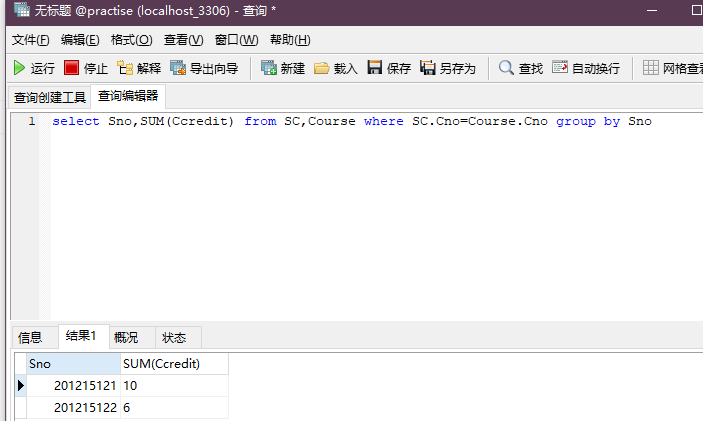 无标题 @practise (localhost_3306) - 查询 *
文件(F) 编辑(E) 格式(O) 查看(V) 窗口(W) 帮助(H)
运行 停止 解释 导出向导 新建 载入 保存 另存为 查找 自动换行 网格查看
查询创建工具 查询编辑器
1 select Sno,SUM(Ccredit) from SC,Course where SC.Cno=Course.Cno group by Sno
信息 结果1 概况 状态
Sno SUM(Ccredit)
201215121 10
201215122 6